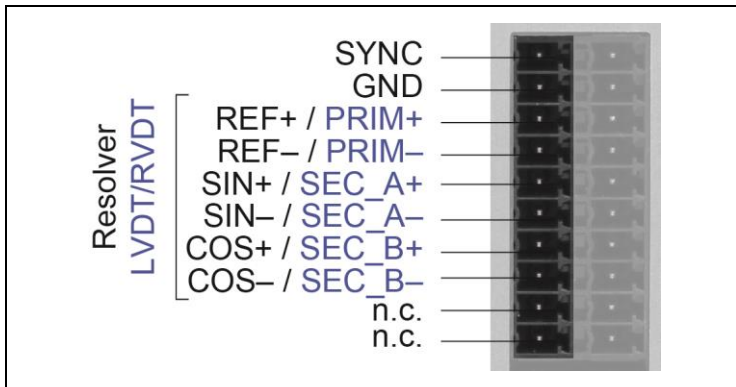 SYNC
GND
REF+ / PRIM+
REF– / PRIM–
SIN+ / SEC_A+
SIN– / SEC_A–
COS+ / SEC_B+
COS– / SEC_B–
n.c.
n.c.
Resolver
LVDT/RVDT